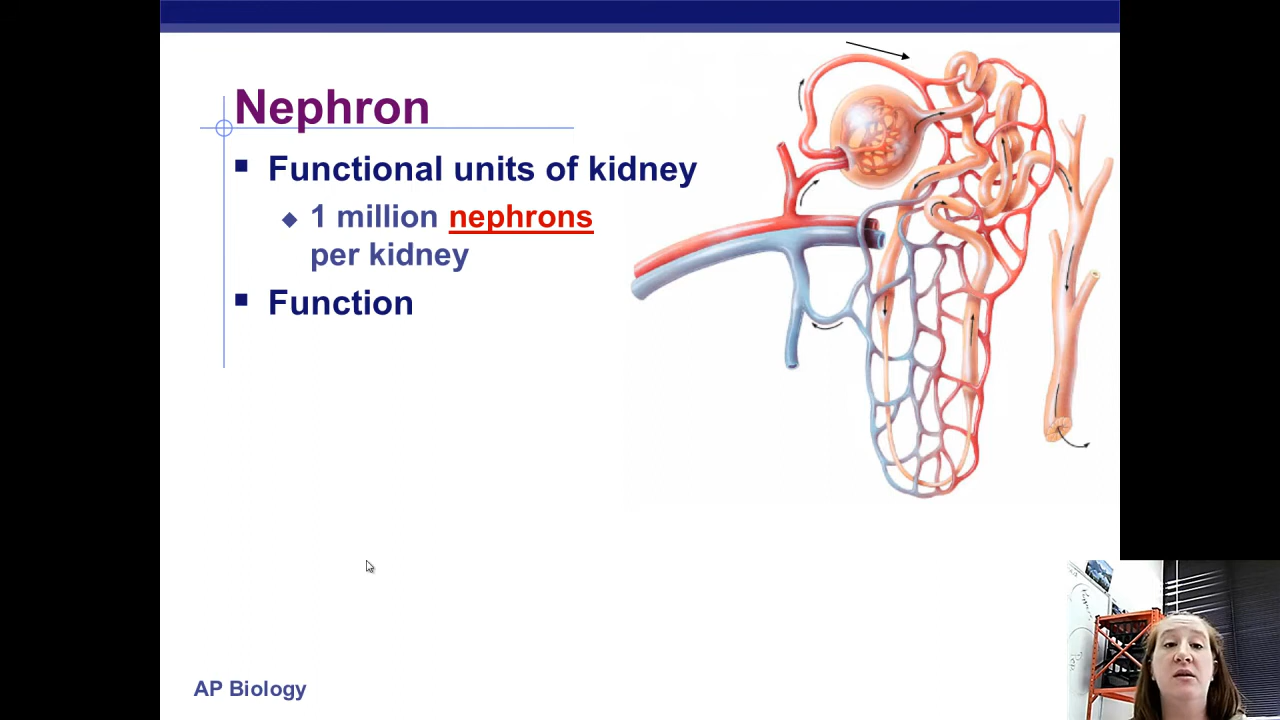 Nephron
Functional units of kidney
1 million nephrons
per kidney
Function
AP Biology